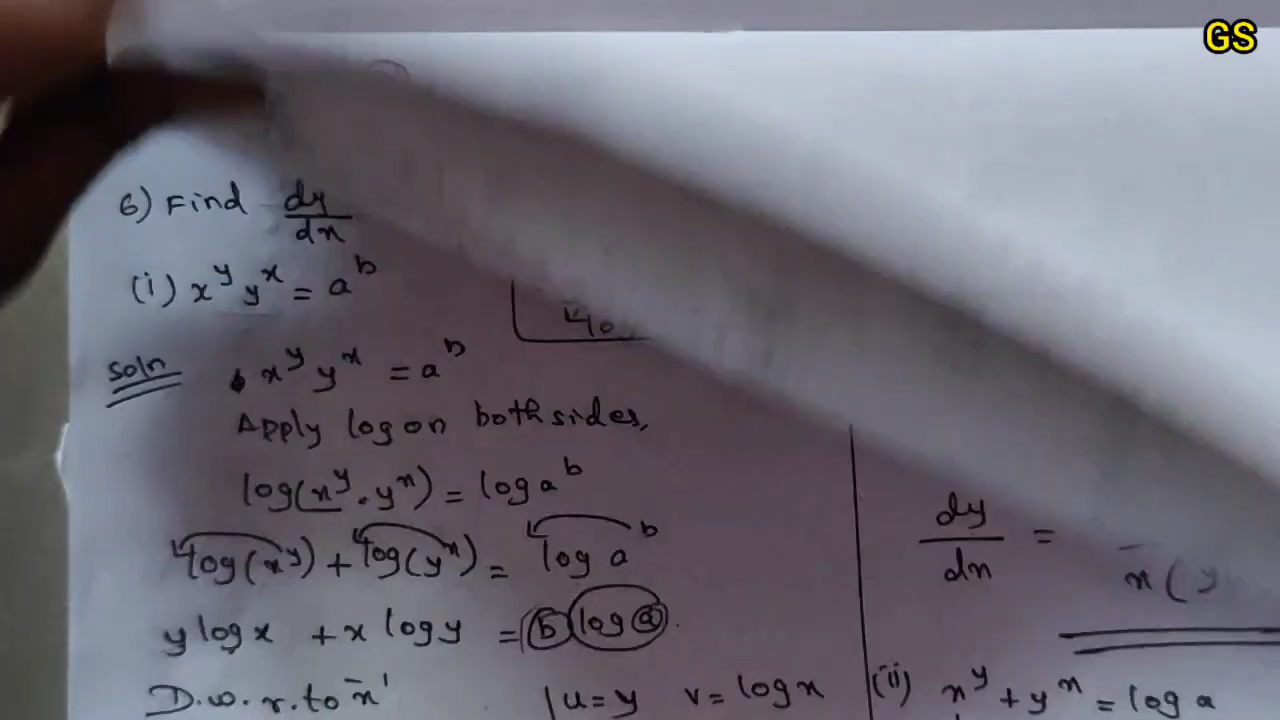 GS
6) Find dy/dx
(i) x^y y^x = a^b
Soln x^y y^x = a^b
Apply log on both sides,
log(x^y . y^x) = log a^b
log(x^y) + log(y^x) = log a^b
y log x + x log y = b log a.
D.w.r.to 'x' u = y v = log x
dy/dx =
x(y
(ii) x^y + y^x = log a